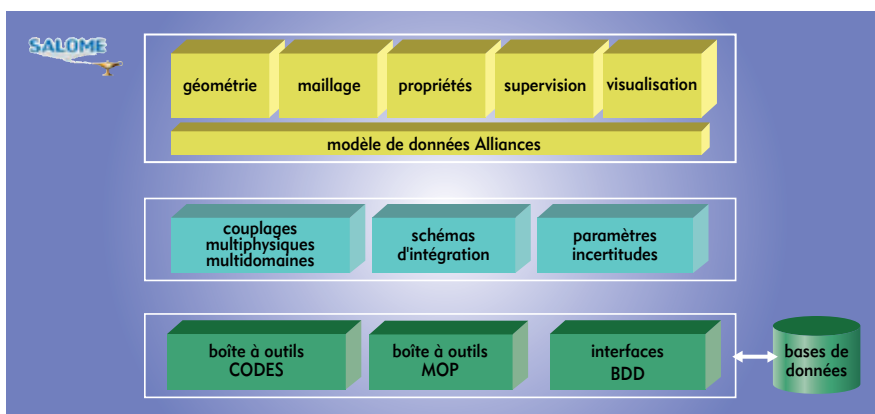 SALOME
géométrie
maillage
propriétés
supervision
visualisation
modèle de données Alliances
couplages
multiphysiques
multidomaines
schémas
d'intégration
paramètres
incertitudes
boîte à outils
CODES
boîte à outils
MOP
interfaces
BDD
bases de
données